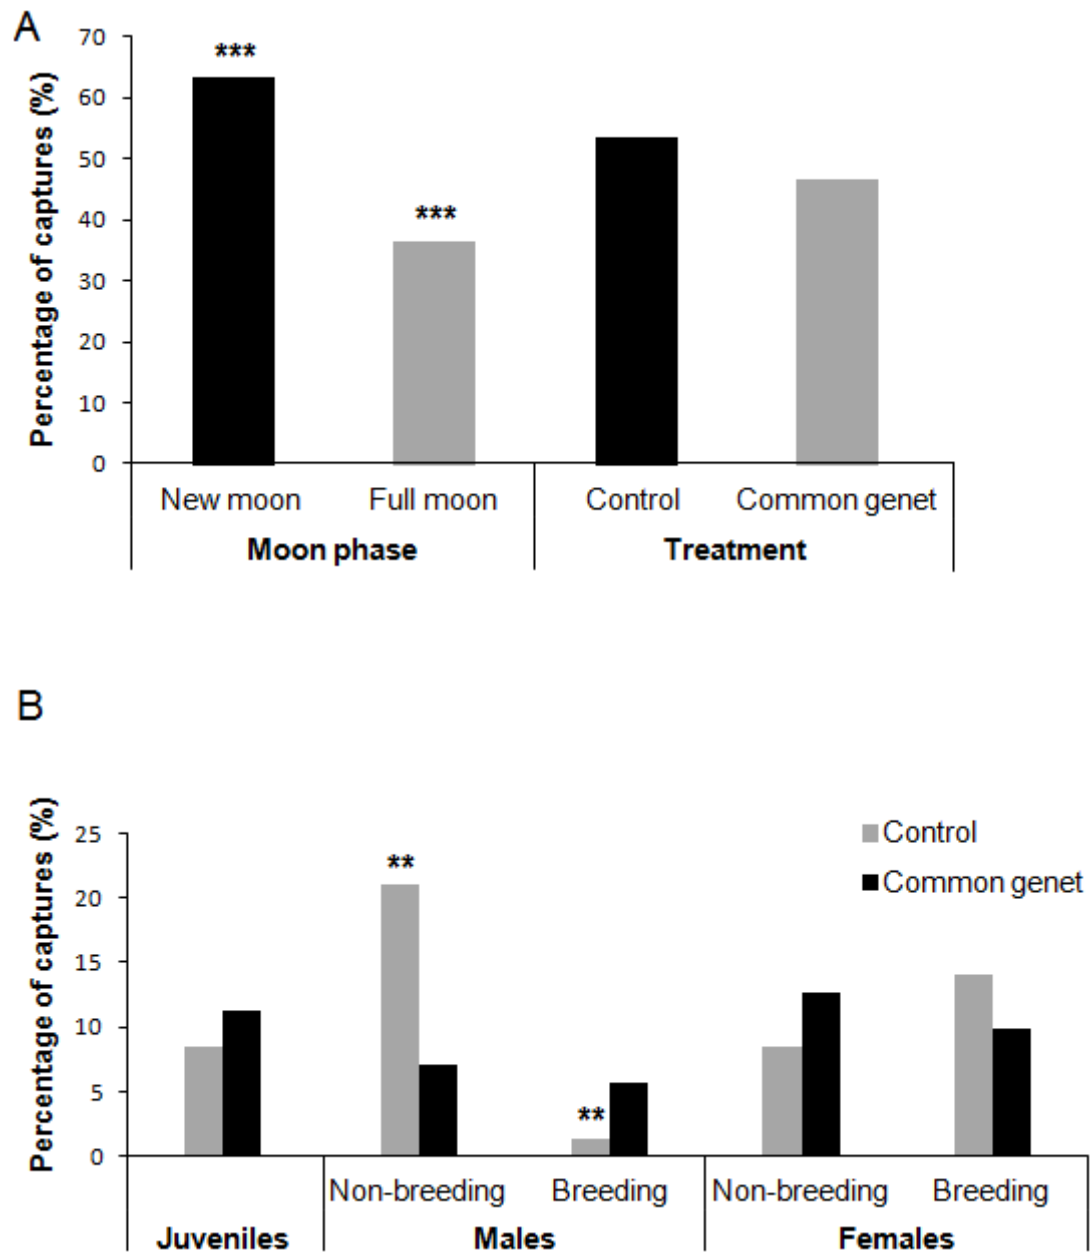 A
Percentage of captures (%)
70
60
50
40
30
20
10
0
***
***
New moon
Full moon
Control
Common genet
Moon phase
Treatment
B
Percentage of captures (%)
25
20
15
10
5
0
**
**
Control
Common genet
Non-breeding
Breeding
Non-breeding
Breeding
Juveniles
Males
Females